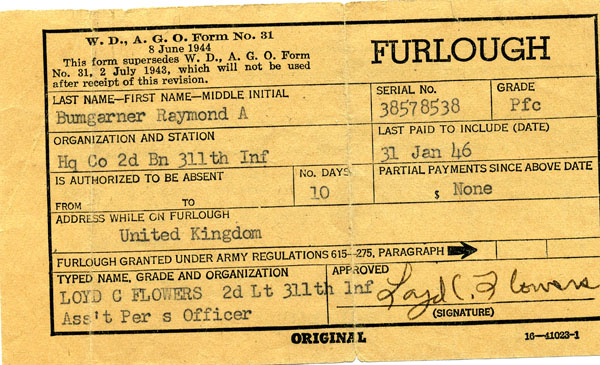 W. D., A. G. O. Form No. 31
8 June 1944
This form supersedes W. D., A. G. O. Form
No. 31, 2 July 1943, which will not be used
after receipt of this revision.
FURLOUGH
LAST NAME—FIRST NAME—MIDDLE INITIAL
Bumgarner Raymond A
SERIAL NO.
38578538
GRADE
Pfc
ORGANIZATION AND STATION
Hq Co 2d Bn 311th Inf
LAST PAID TO INCLUDE (DATE)
31 Jan 46
IS AUTHORIZED TO BE ABSENT
FROM TO
No. DAYS
10
PARTIAL PAYMENTS SINCE ABOVE DATE
$ None
ADDRESS WHILE ON FURLOUGH
United Kingdom
FURLOUGH GRANTED UNDER ARMY REGULATIONS 615—275, PARAGRAPH
TYPED NAME, GRADE AND ORGANIZATION
LOYD C FLOWERS 2d Lt 311th Inf
Ass't Per s Officer
APPROVED
Loyd C. Flowers
(SIGNATURE)
ORIGINAL
16—41023-1